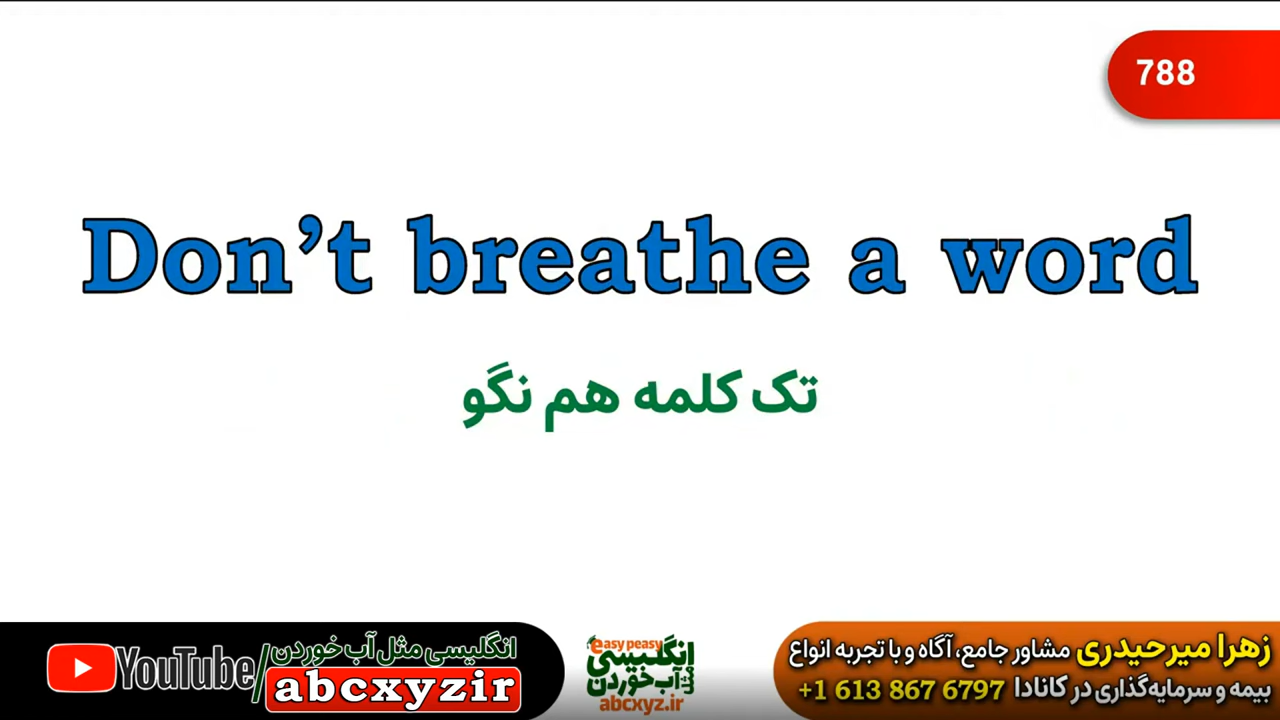 788
Don’t breathe a word
تک کلمه هم نگو
انگلیسی مثل آب خوردن
YouTube/abcxyzir
easy peasy
انگلیسی
مثل آب خوردن
abcxyz.ir
زهرا میرحیدری مشاور جامع، آگاه و با تجربه انواع
بیمه و سرمایه‌گذاری در کانادا 6797 867 613 1+